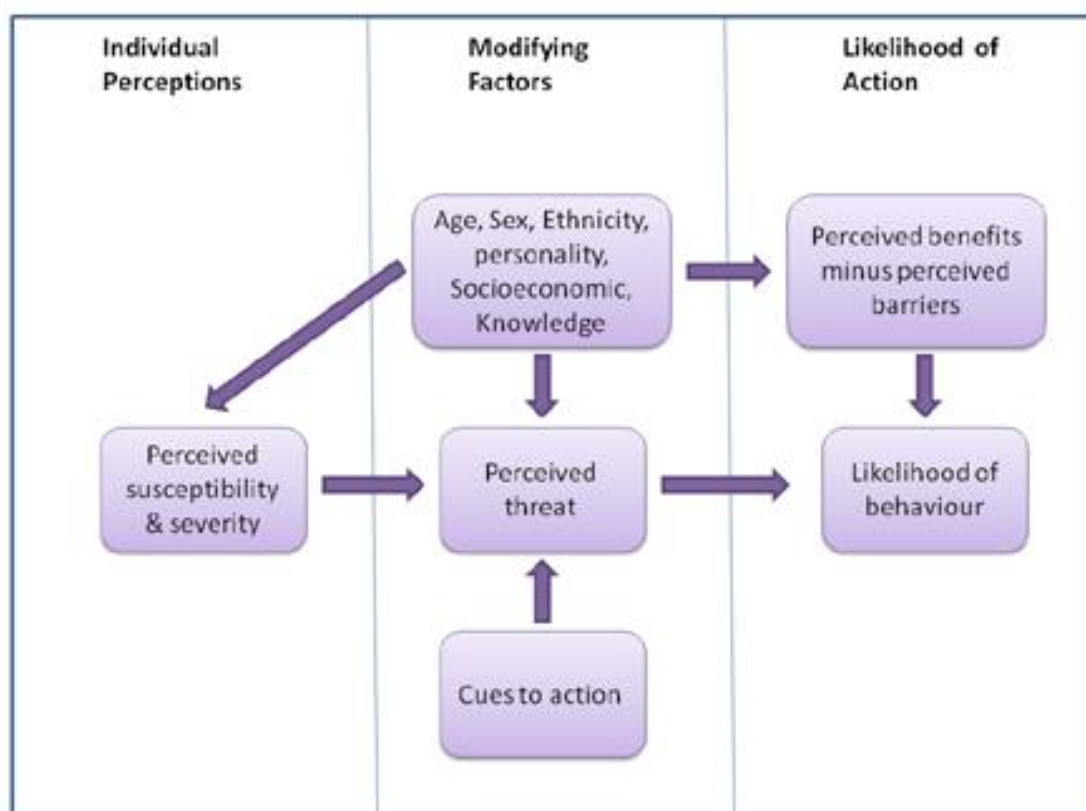 Individual
Perceptions
Modifying
Factors
Likelihood of
Action
Age, Sex, Ethnicity,
personality,
Socioeconomic,
Knowledge
Perceived benefits
minus perceived
barriers
Perceived
susceptibility
& severity
Perceived
threat
Likelihood of
behaviour
Cues to action